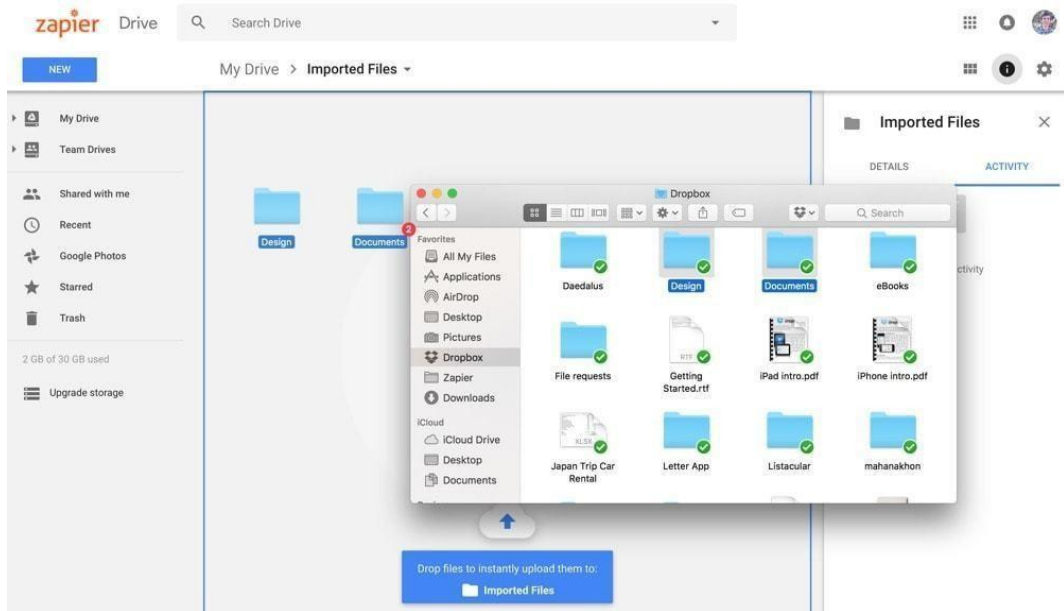 zapier Drive
Search Drive
NEW
My Drive > Imported Files
My Drive
Team Drives
Shared with me
Recent
Google Photos
Starred
Trash
2 GB of 30 GB used
Upgrade storage
Design
Documents
2
Dropbox
Search
Favorites
All My Files
Applications
AirDrop
Desktop
Pictures
Dropbox
Zapier
Downloads
iCloud
iCloud Drive
Desktop
Documents
Daedalus
Design
Documents
eBooks
File requests
RTF
Getting
Started.rtf
iPad intro.pdf
iPhone intro.pdf
XLSX
Japan Trip Car
Rental
Letter App
Listacular
mahanakhon
Drop files to instantly upload them to:
Imported Files
Imported Files
DETAILS
ACTIVITY